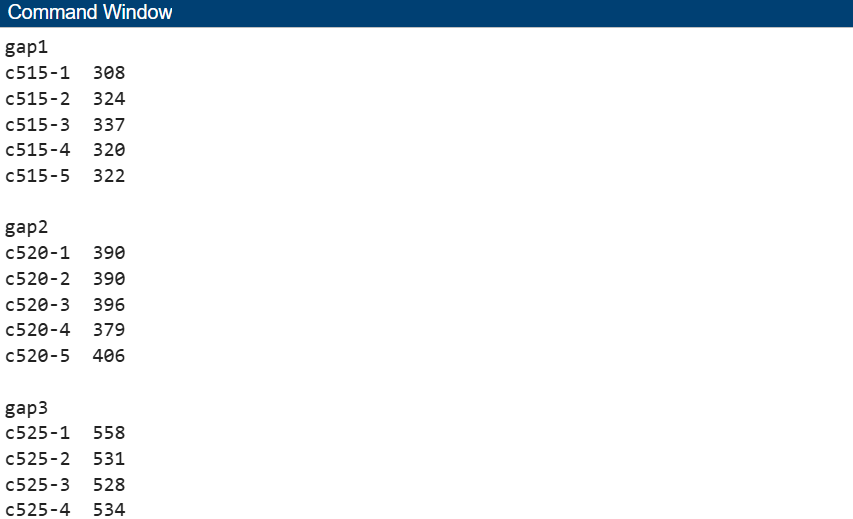 Command Window
gap1
c515-1  308
c515-2  324
c515-3  337
c515-4  320
c515-5  322
gap2
c520-1  390
c520-2  390
c520-3  396
c520-4  379
c520-5  406
gap3
c525-1  558
c525-2  531
c525-3  528
c525-4  534